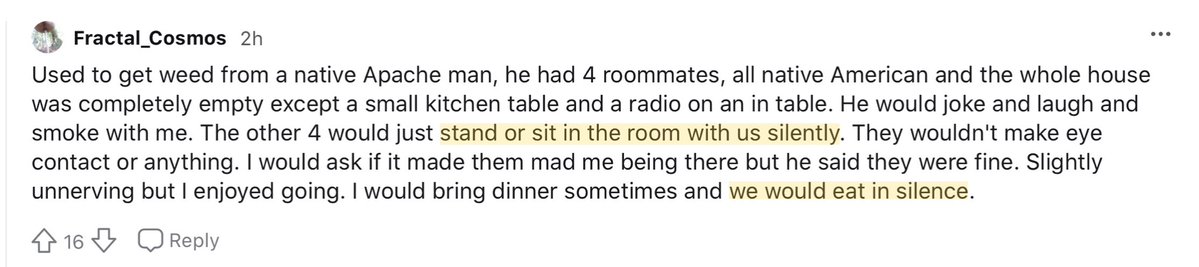 Fractal_Cosmos 2h
Used to get weed from a native Apache man, he had 4 roommates, all native American and the whole house
was completely empty except a small kitchen table and a radio on an in table. He would joke and laugh and
smoke with me. The other 4 would just stand or sit in the room with us silently. They wouldn't make eye
contact or anything. I would ask if it made them mad me being there but he said they were fine. Slightly
unnerving but I enjoyed going. I would bring dinner sometimes and we would eat in silence.
16 Reply